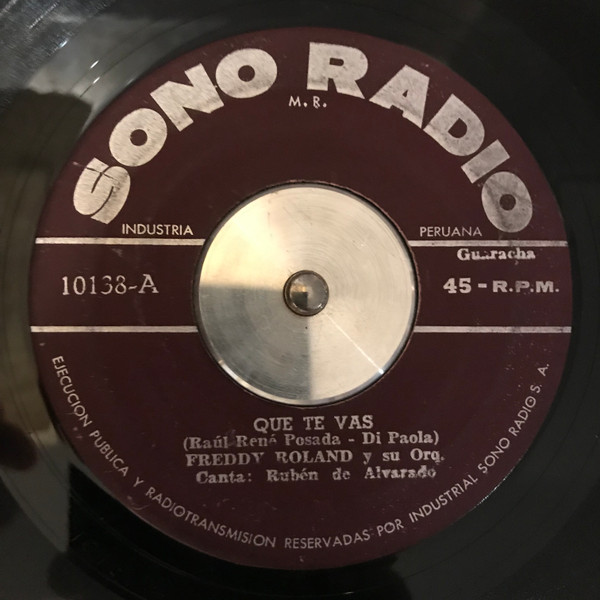 SONO RADIO
M. R.
INDUSTRIA PERUANA
Guaracha
10138-A 45 - R.P.M.
QUE TE VAS
(Raúl René Posada - Di Paola)
FREDDY ROLAND y su Orq.
Canta: Rubén de Alvarado
EJECUCION PUBLICA Y RADIOTRANSMISION RESERVADAS POR INDUSTRIAL SONO RADIO S. A.